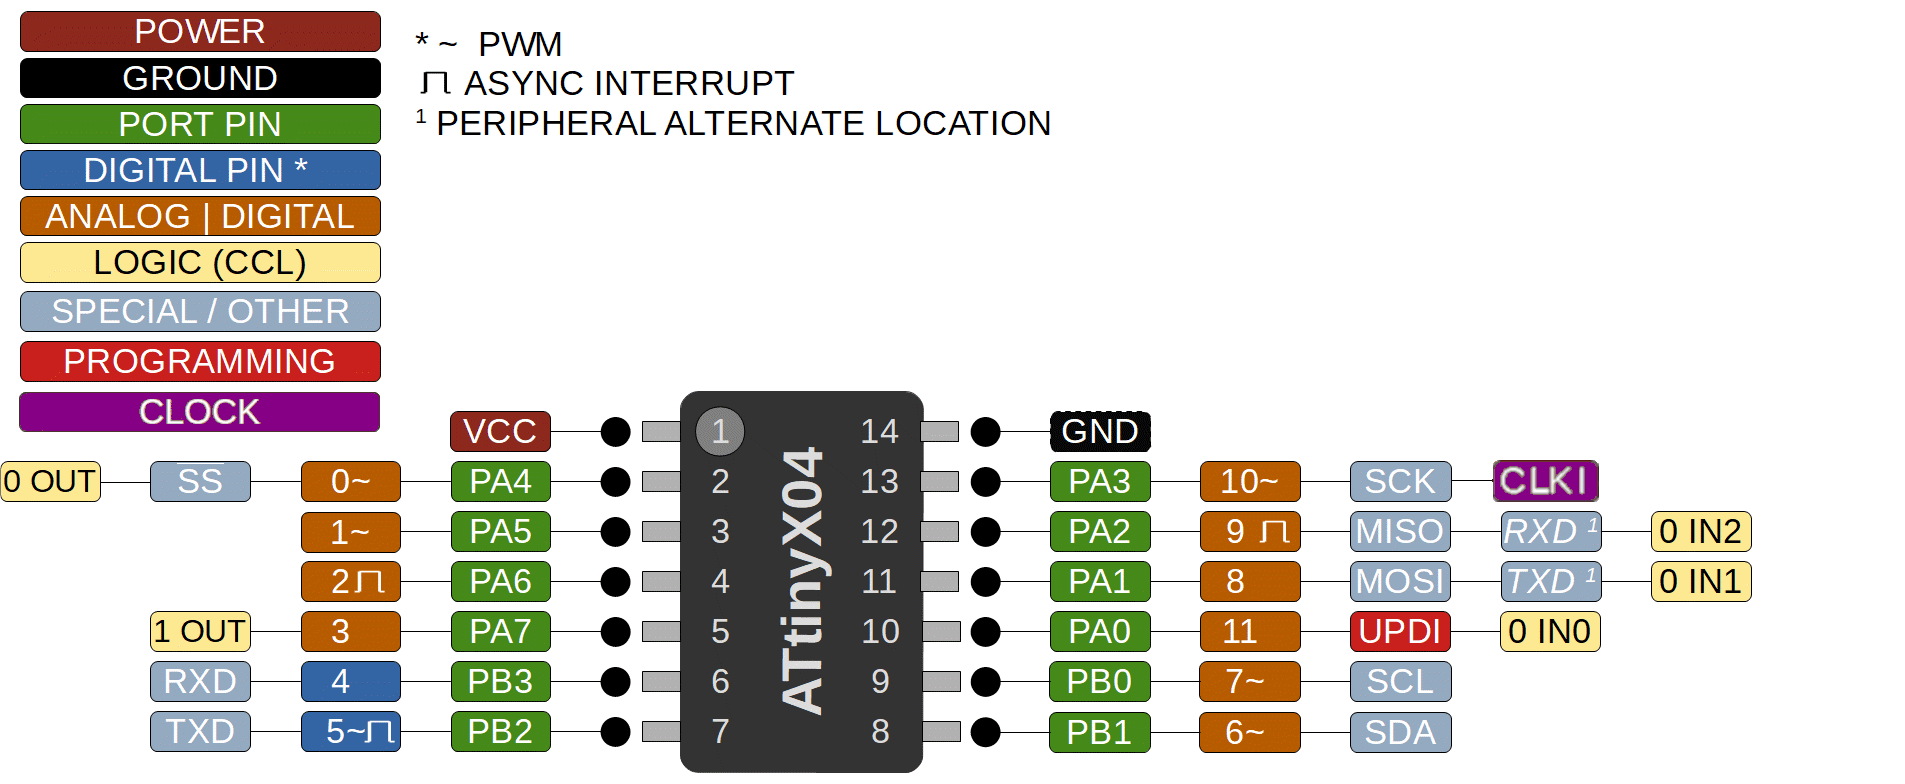 POWER
GROUND
PORT PIN
DIGITAL PIN *
ANALOG | DIGITAL
LOGIC (CCL)
SPECIAL / OTHER
PROGRAMMING
CLOCK
* ~ PWM
ASYNC INTERRUPT
¹ PERIPHERAL ALTERNATE LOCATION
VCC 1 14 GND
0 OUT SS 0~ PA4 2 13 PA3 10~ SCK CLKI
1~ PA5 3 12 PA2 9 MISO RXD ¹ 0 IN2
2 PA6 4 11 PA1 8 MOSI TXD ¹ 0 IN1
1 OUT 3 PA7 5 10 PA0 11 UPDI 0 IN0
RXD 4 PB3 6 9 PB0 7~ SCL
TXD 5~ PB2 7 8 PB1 6~ SDA
ATtinyX04